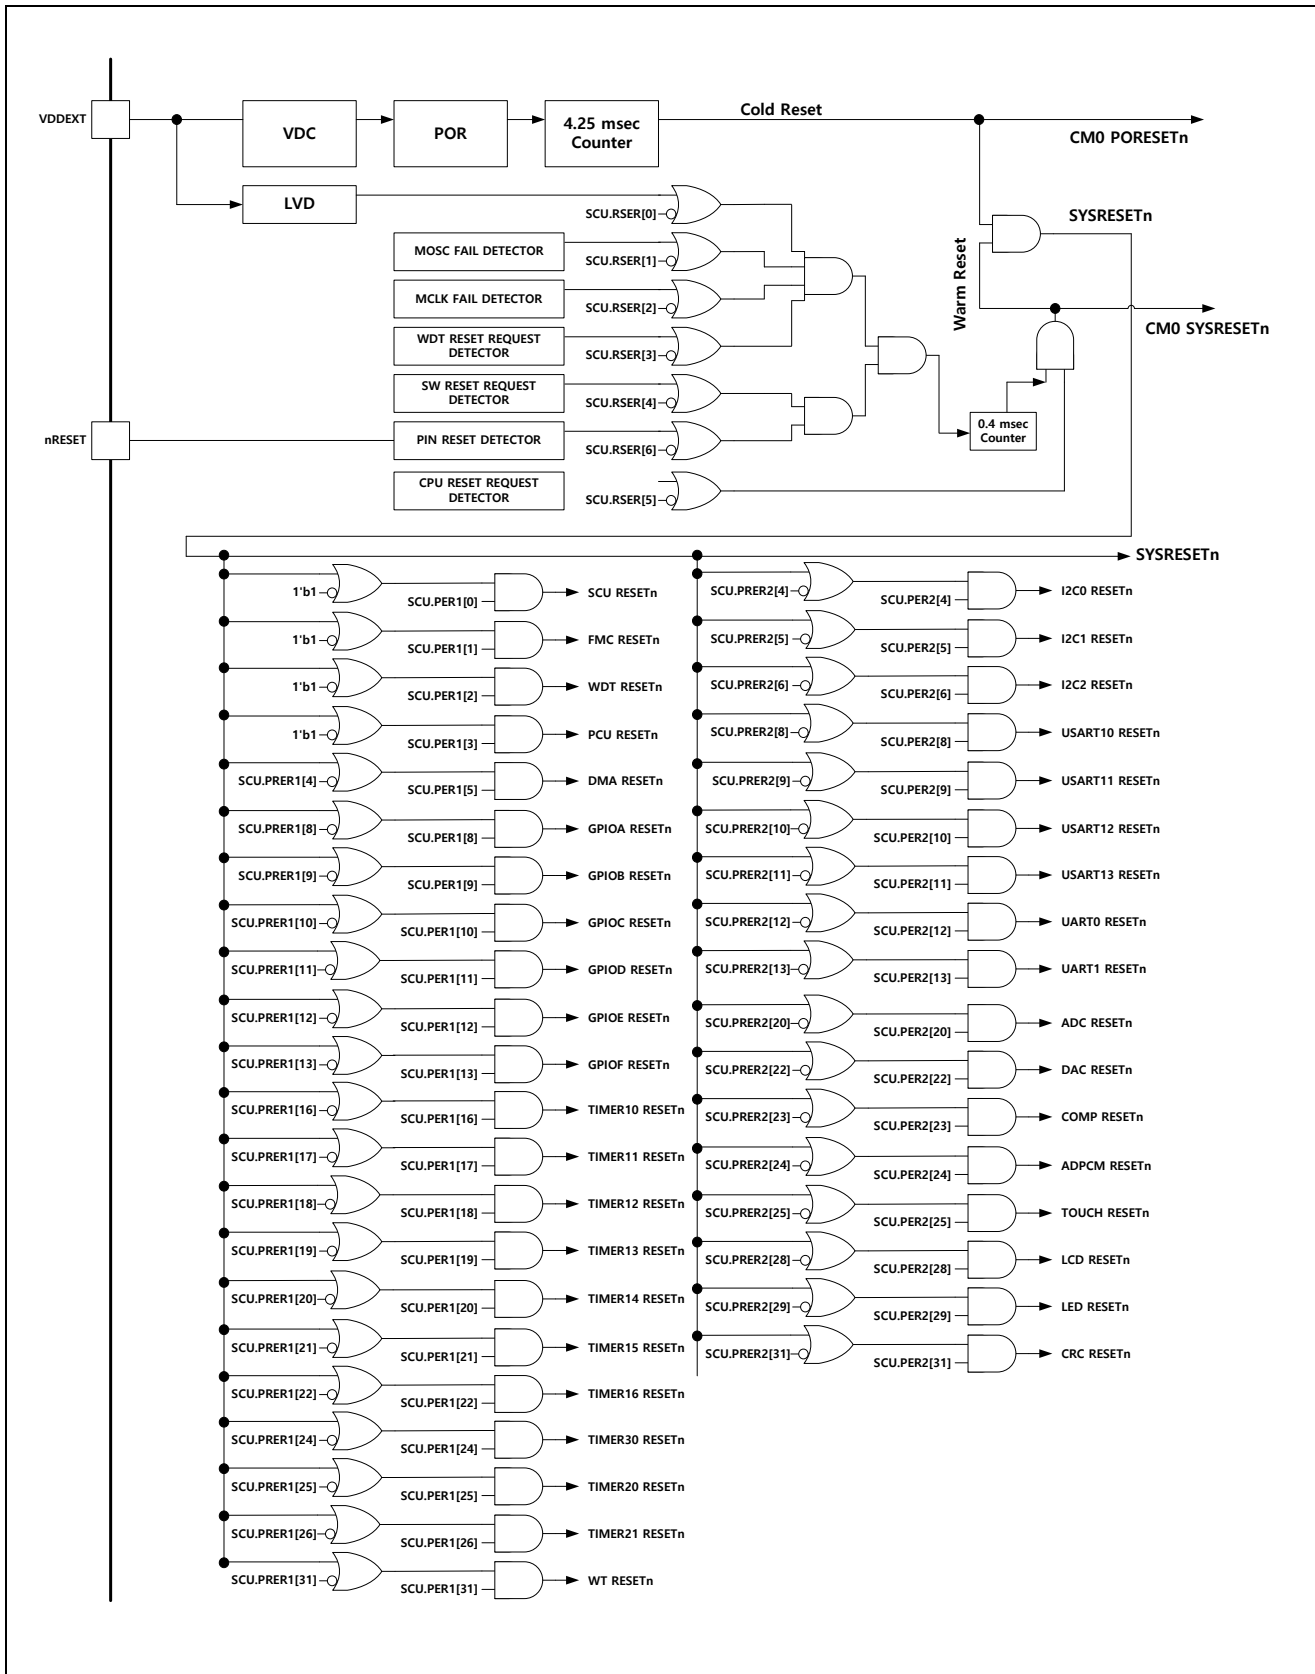 VDDEXT
VDC
POR
4.25 msec
Counter
Cold Reset
CM0 PORESETn
LVD
SCU.RSER[0]
SYSRESETn
MOSC FAIL DETECTOR
SCU.RSER[1]
Warm Reset
MCLK FAIL DETECTOR
SCU.RSER[2]
CM0 SYSRESETn
WDT RESET REQUEST
DETECTOR
SCU.RSER[3]
SW RESET REQUEST
DETECTOR
SCU.RSER[4]
nRESET
PIN RESET DETECTOR
SCU.RSER[6]
0.4 msec
Counter
CPU RESET REQUEST
DETECTOR
SCU.RSER[5]
SYSRESETn
1'b1
SCU.PER1[0]
SCU RESETn
1'b1
SCU.PER1[1]
FMC RESETn
1'b1
SCU.PER1[2]
WDT RESETn
1'b1
SCU.PER1[3]
PCU RESETn
SCU.PRER1[4]
SCU.PER1[5]
DMA RESETn
SCU.PRER1[8]
SCU.PER1[8]
GPIOA RESETn
SCU.PRER1[9]
SCU.PER1[9]
GPIOB RESETn
SCU.PRER1[10]
SCU.PER1[10]
GPIOC RESETn
SCU.PRER1[11]
SCU.PER1[11]
GPIOD RESETn
SCU.PRER1[12]
SCU.PER1[12]
GPIOE RESETn
SCU.PRER1[13]
SCU.PER1[13]
GPIOF RESETn
SCU.PRER1[16]
SCU.PER1[16]
TIMER10 RESETn
SCU.PRER1[17]
SCU.PER1[17]
TIMER11 RESETn
SCU.PRER1[18]
SCU.PER1[18]
TIMER12 RESETn
SCU.PRER1[19]
SCU.PER1[19]
TIMER13 RESETn
SCU.PRER1[20]
SCU.PER1[20]
TIMER14 RESETn
SCU.PRER1[21]
SCU.PER1[21]
TIMER15 RESETn
SCU.PRER1[22]
SCU.PER1[22]
TIMER16 RESETn
SCU.PRER1[24]
SCU.PER1[24]
TIMER30 RESETn
SCU.PRER1[25]
SCU.PER1[25]
TIMER20 RESETn
SCU.PRER1[26]
SCU.PER1[26]
TIMER21 RESETn
SCU.PRER1[31]
SCU.PER1[31]
WT RESETn
SCU.PRER2[4]
SCU.PER2[4]
I2C0 RESETn
SCU.PRER2[5]
SCU.PER2[5]
I2C1 RESETn
SCU.PRER2[6]
SCU.PER2[6]
I2C2 RESETn
SCU.PRER2[8]
SCU.PER2[8]
USART10 RESETn
SCU.PRER2[9]
SCU.PER2[9]
USART11 RESETn
SCU.PRER2[10]
SCU.PER2[10]
USART12 RESETn
SCU.PRER2[11]
SCU.PER2[11]
USART13 RESETn
SCU.PRER2[12]
SCU.PER2[12]
UART0 RESETn
SCU.PRER2[13]
SCU.PER2[13]
UART1 RESETn
SCU.PRER2[20]
SCU.PER2[20]
ADC RESETn
SCU.PRER2[22]
SCU.PER2[22]
DAC RESETn
SCU.PRER2[23]
SCU.PER2[23]
COMP RESETn
SCU.PRER2[24]
SCU.PER2[24]
ADPCM RESETn
SCU.PRER2[25]
SCU.PER2[25]
TOUCH RESETn
SCU.PRER2[28]
SCU.PER2[28]
LCD RESETn
SCU.PRER2[29]
SCU.PER2[29]
LED RESETn
SCU.PRER2[31]
SCU.PER2[31]
CRC RESETn